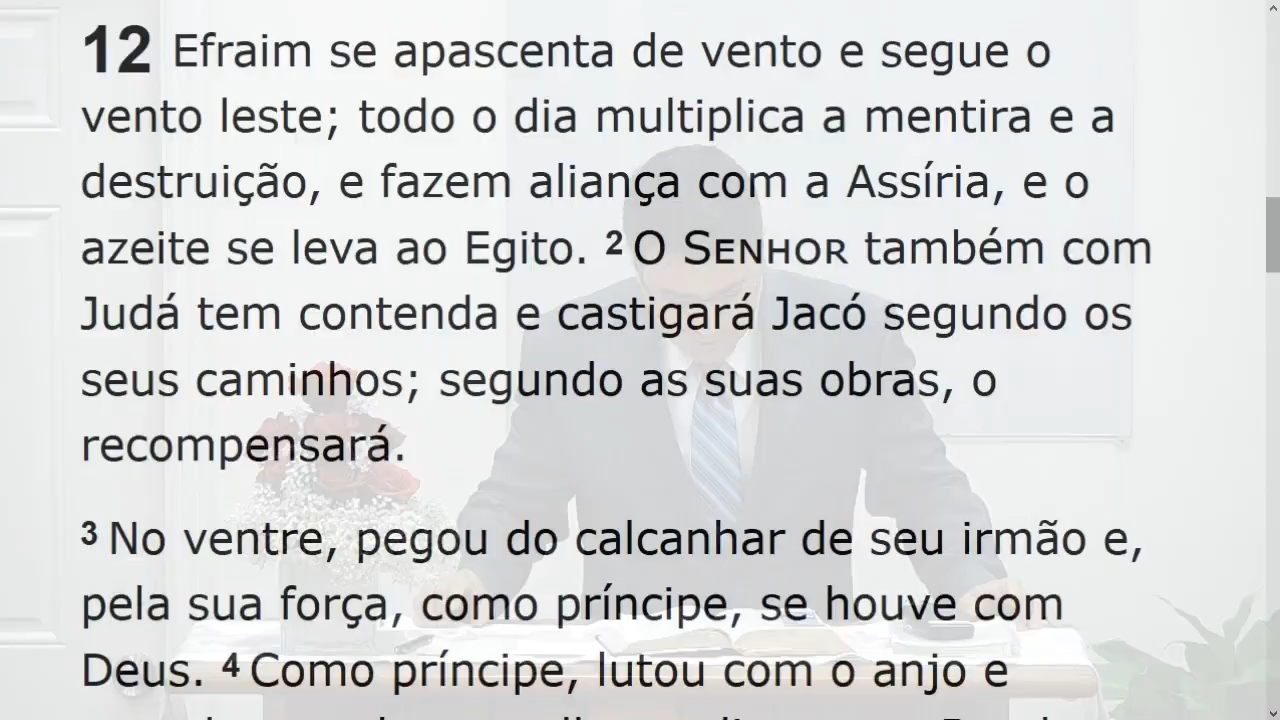 12 Efraim se apascenta de vento e segue o
vento leste; todo o dia multiplica a mentira e a
destruição, e fazem aliança com a Assíria, e o
azeite se leva ao Egito. 2 O SENHOR também com
Judá tem contenda e castigará Jacó segundo os
seus caminhos; segundo as suas obras, o
recompensará.
3 No ventre, pegou do calcanhar de seu irmão e,
pela sua força, como príncipe, se houve com
Deus. 4 Como príncipe, lutou com o anjo e